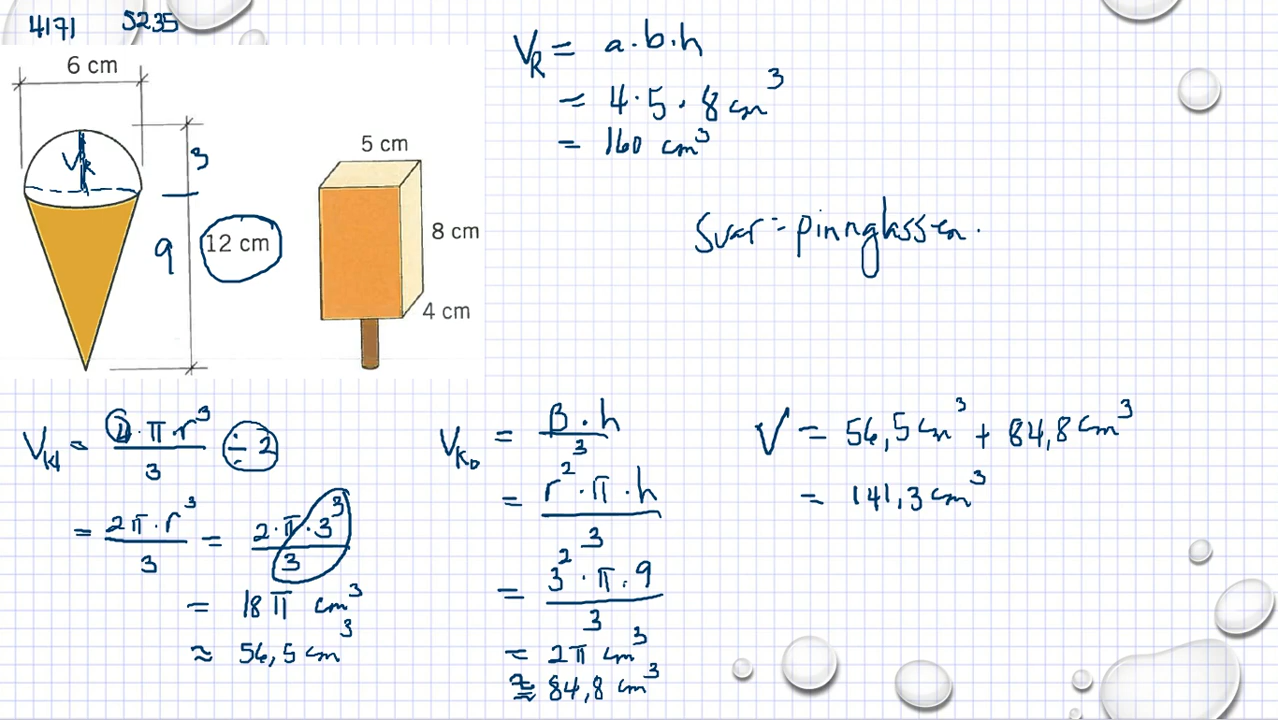 4171 5235
6 cm
V_k
3
9
12 cm
5 cm
8 cm
4 cm
V_R = a · b · h
= 4 · 5 · 8 cm³
= 160 cm³
Svar = pinnglassen.
V_kl = 4 · π · r³ / 3 ÷ 2
= 2π · r³ / 3 = 2 · π · 3³ / 3
= 18 π cm³
≈ 56,5 cm³
V_ko = B · h / 3
= r² · π · h / 3
= 3² · π · 9 / 3
= 2π cm³
≈ 84,8 cm³
V = 56,5 cm³ + 84,8 cm³
= 141,3 cm³